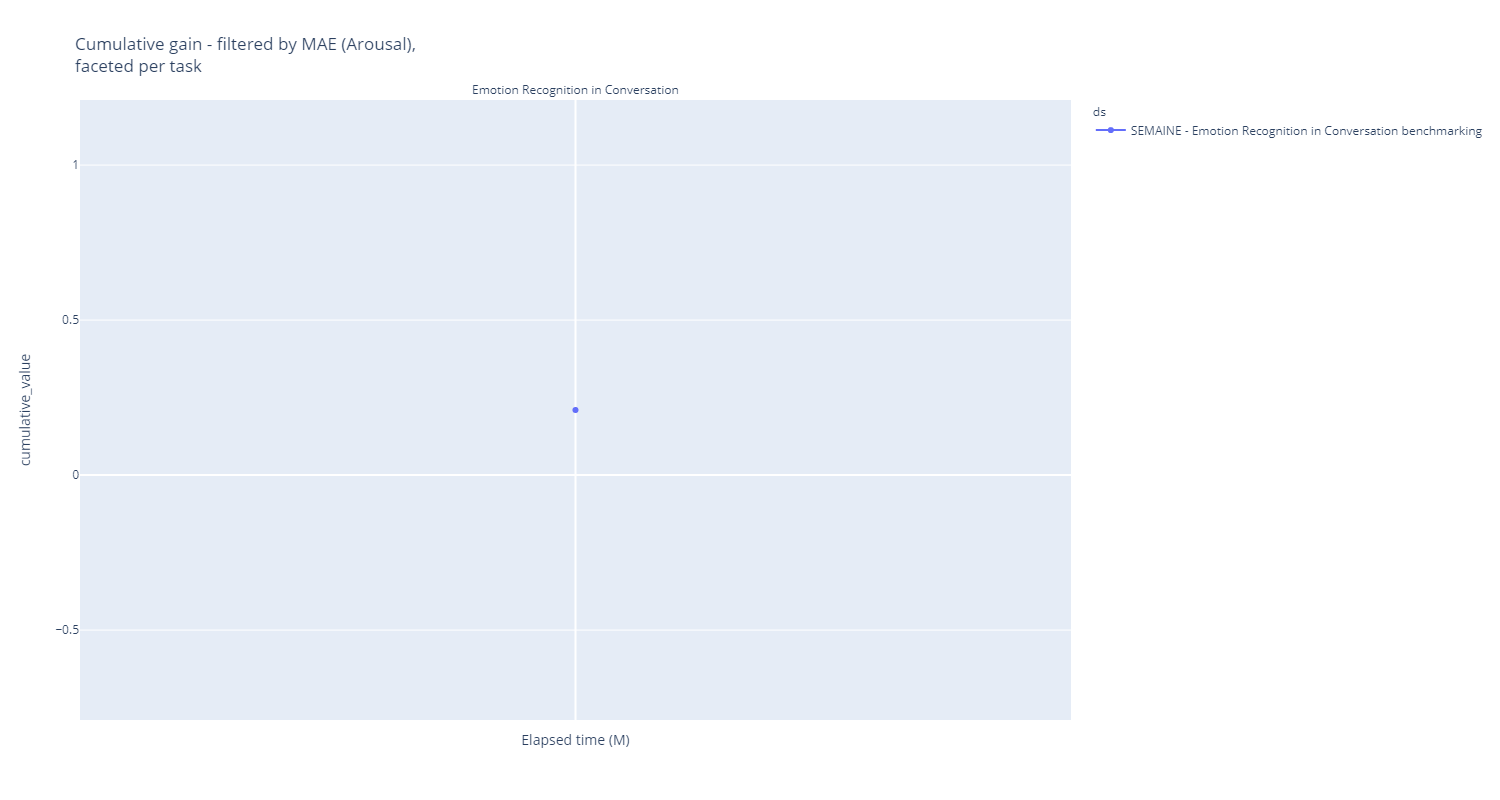 Cumulative gain - filtered by MAE (Arousal),
faceted per task
Emotion Recognition in Conversation
ds
SEMAINE - Emotion Recognition in Conversation benchmarking
1
0.5
0
−0.5
cumulative_value
Elapsed time (M)